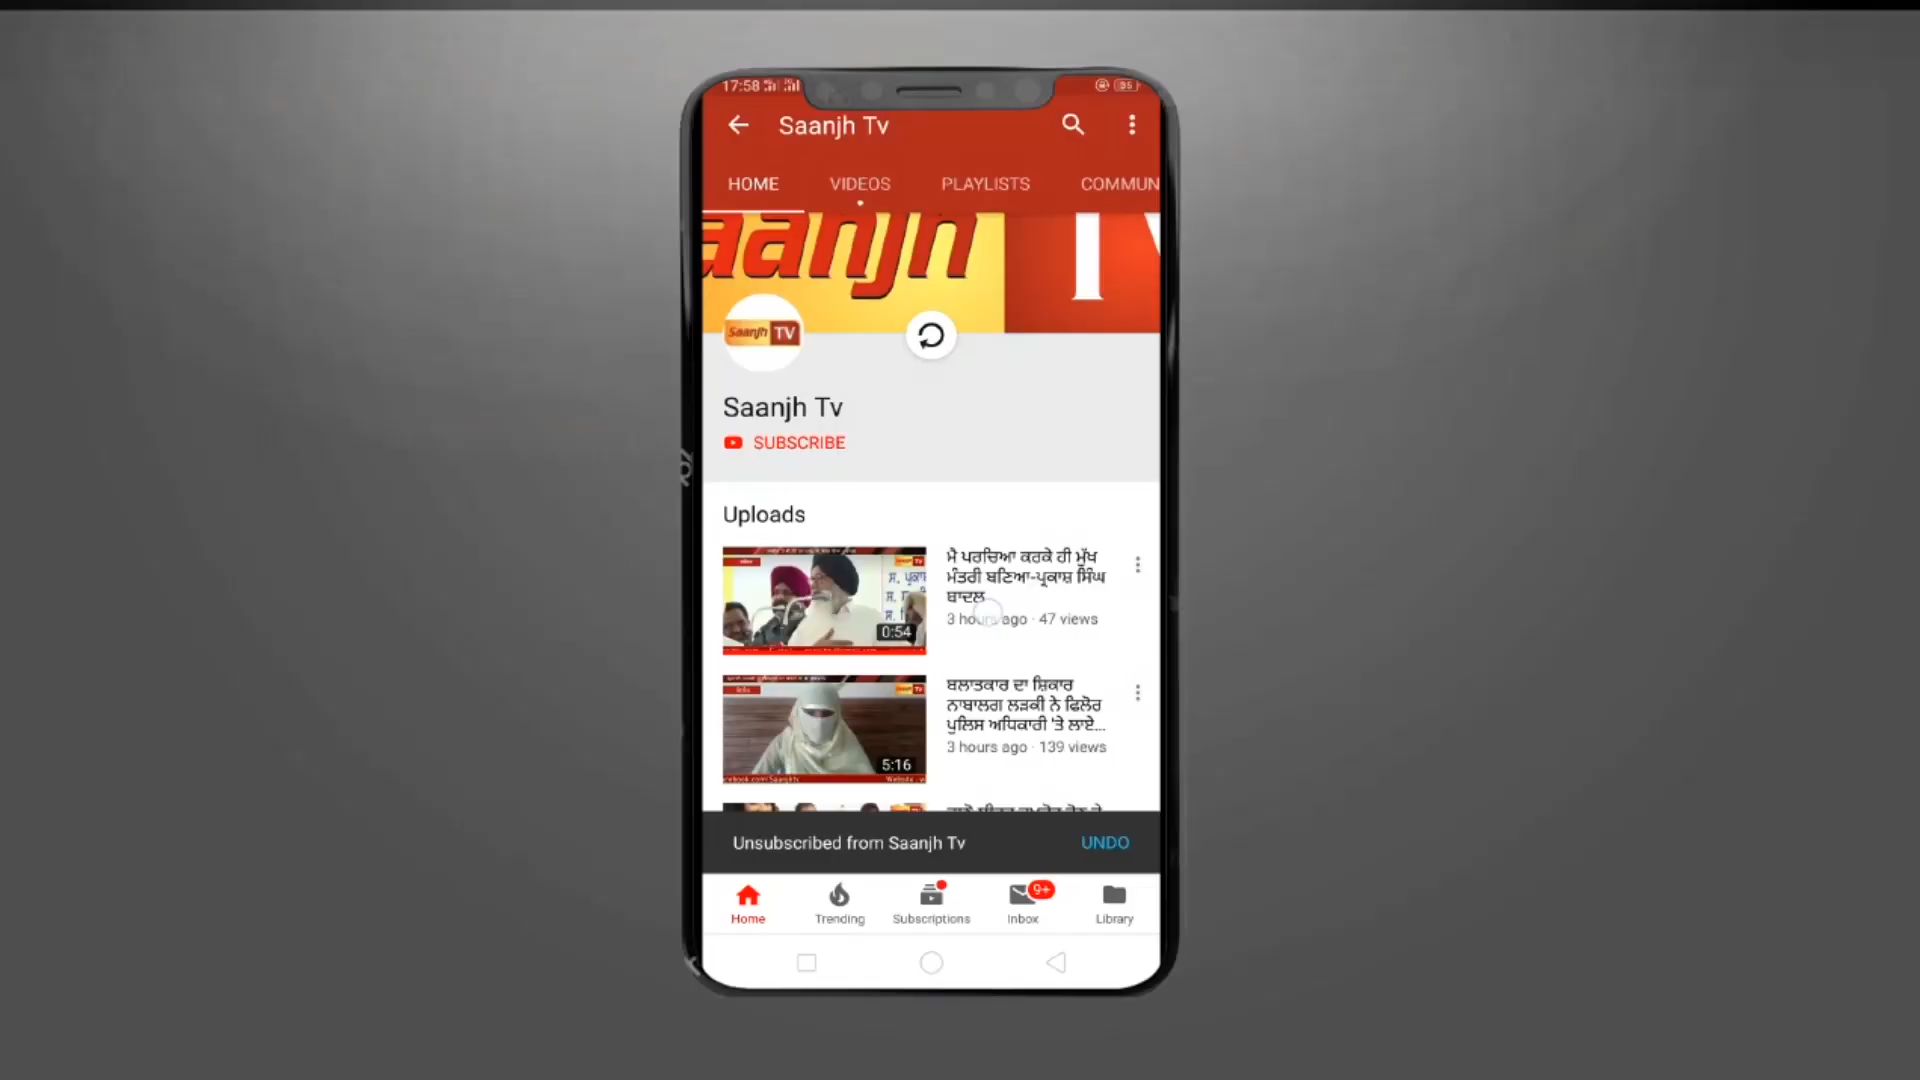 17:58
Saanjh Tv
HOME VIDEOS PLAYLISTS COMMUN
aanjh TV
Saanjh TV
Saanjh Tv
SUBSCRIBE
Uploads
ਮੈ ਪਰਚਿਆ ਕਰਕੇ ਹੀ ਮੁੱਖ
ਮੰਤਰੀ ਬਣਿਆ-ਪ੍ਰਕਾਸ਼ ਸਿੰਘ
ਬਾਦਲ
3 hours ago · 47 views
0:54
ਬਲਾਤਕਾਰ ਦਾ ਸ਼ਿਕਾਰ
ਨਾਬਾਲਗ ਲੜਕੀ ਨੇ ਫਿਲੋਰ
ਪੁਲਿਸ ਅਧਿਕਾਰੀ 'ਤੇ ਲਾਏ...
3 hours ago · 139 views
5:16
Unsubscribed from Saanjh Tv UNDO
9+
Home Trending Subscriptions Inbox Library